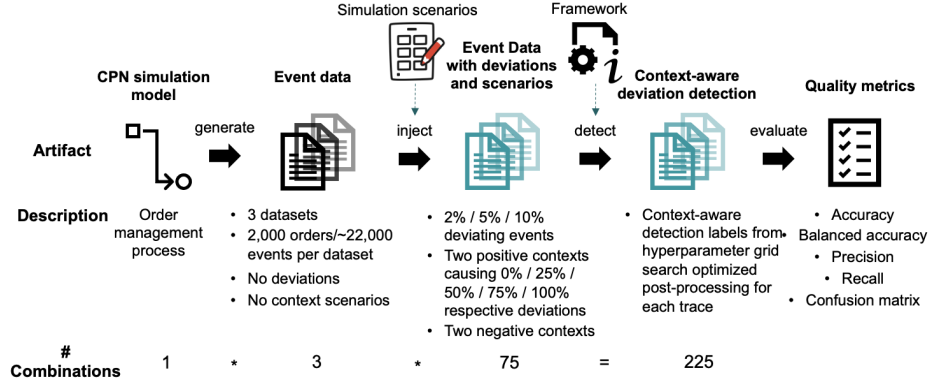 Simulation scenarios
Framework
CPN simulation
model
Event data
Event Data
with deviations
and scenarios
Context-aware
deviation detection
Quality metrics
Artifact
generate
inject
detect
evaluate
Description
Order
management
process
• 3 datasets
• 2,000 orders/~22,000
events per dataset
• No deviations
• No context scenarios
• 2% / 5% / 10%
deviating events
• Two positive contexts
causing 0% / 25% /
50% / 75% / 100%
respective deviations
• Two negative contexts
• Context-aware
detection labels from
hyperparameter grid
search optimized
post-processing for
each trace
• Accuracy
• Balanced accuracy
• Precision
• Recall
• Confusion matrix
#
Combinations
1 * 3 * 75 = 225